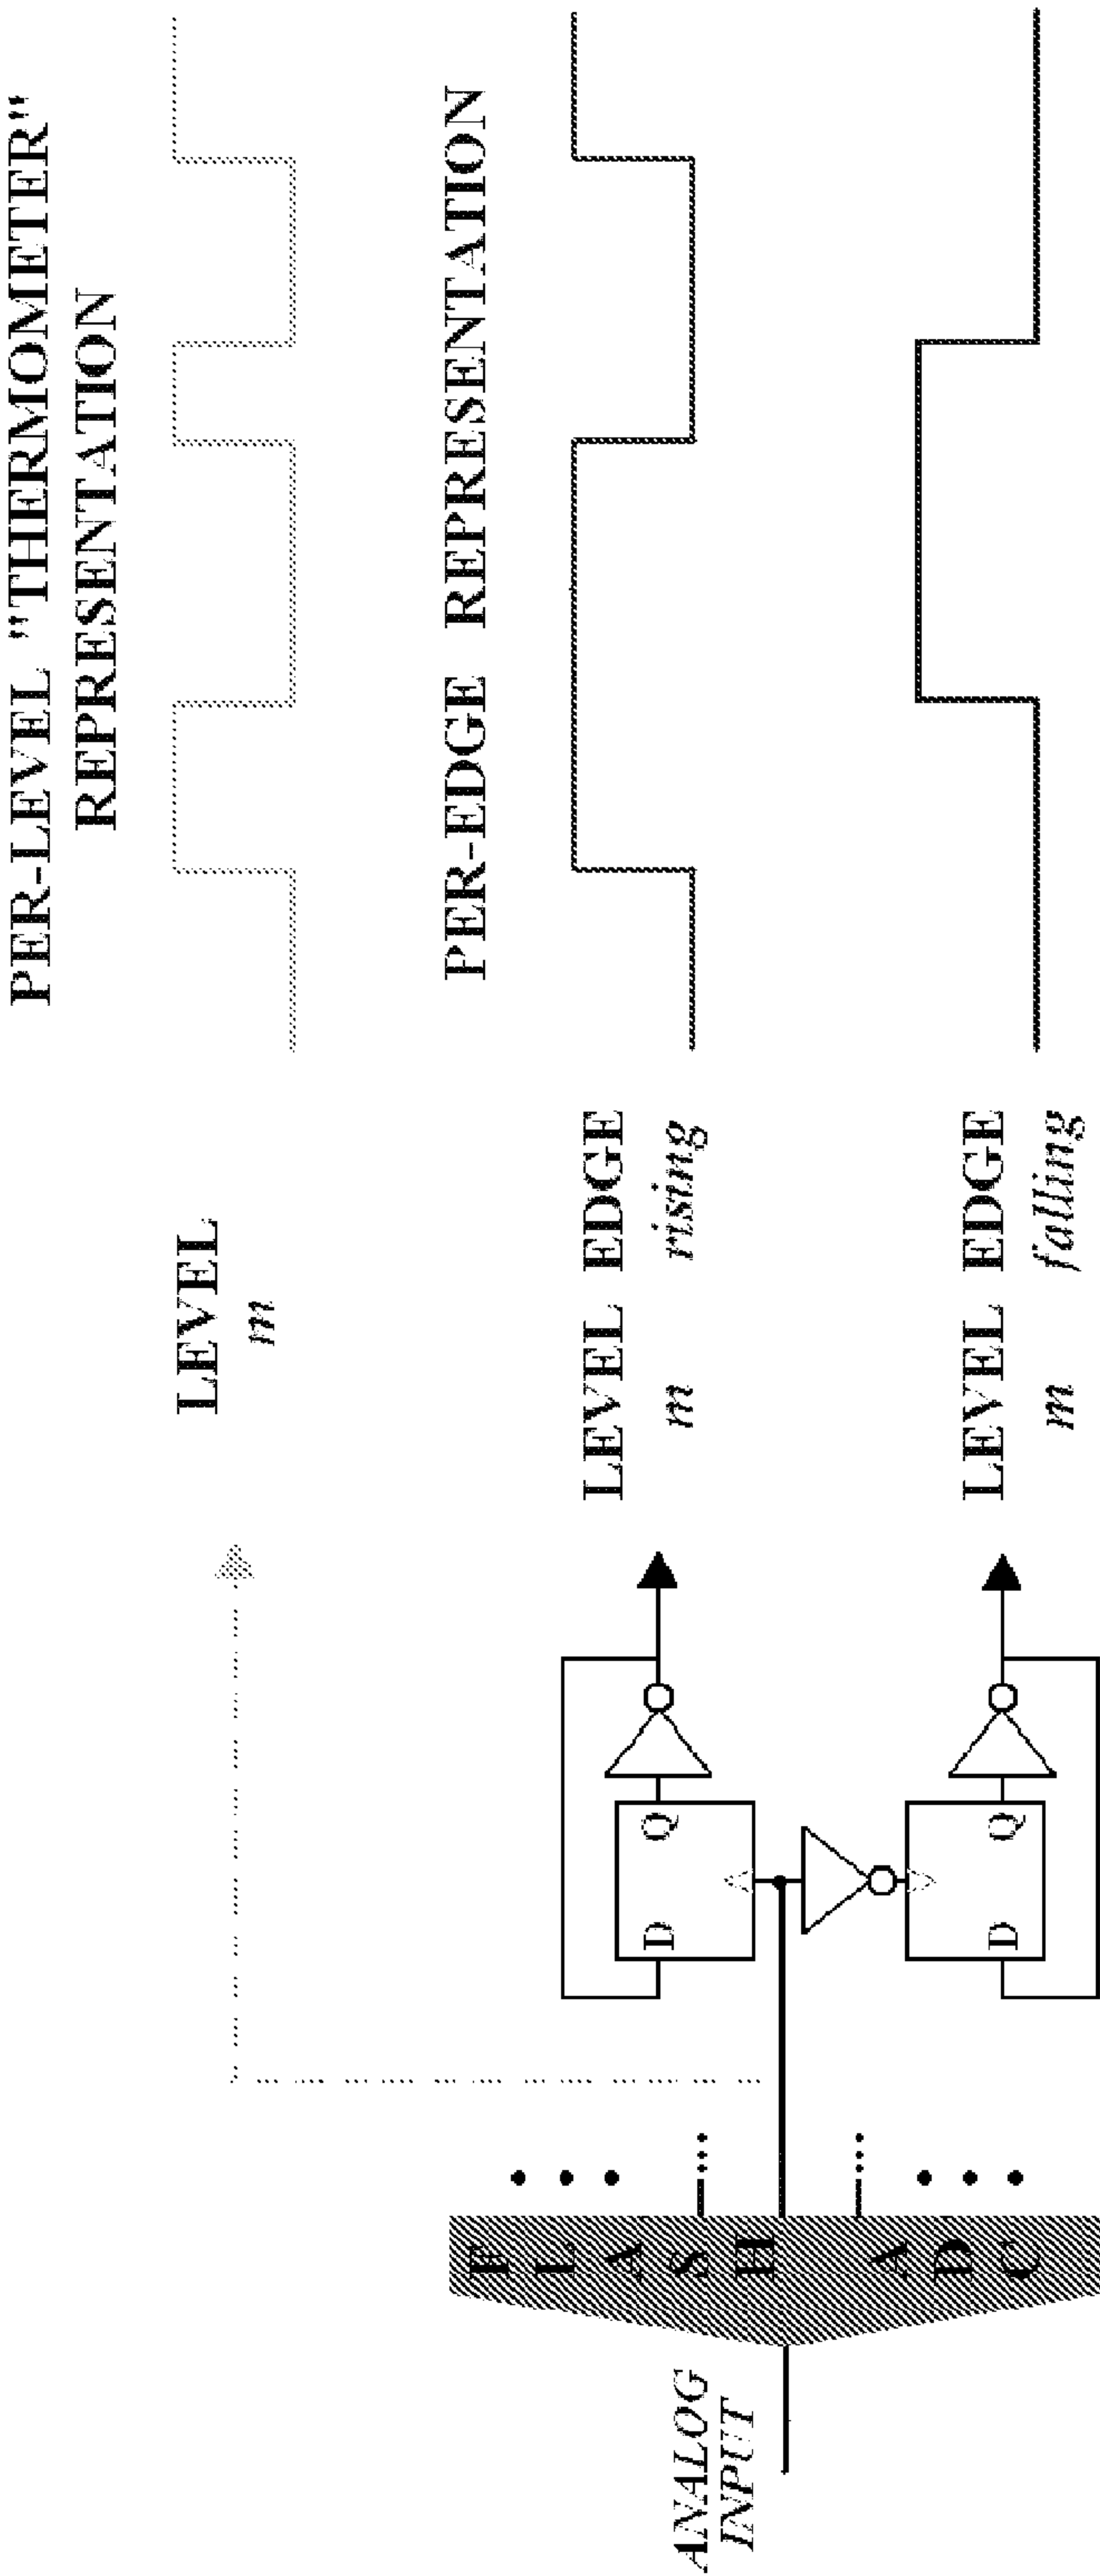 PER-LEVEL "THERMOMETER"
REPRESENTATION
LEVEL
m
PER-EDGE REPRESENTATION
LEVEL EDGE
m rising
LEVEL EDGE
m falling
D Q
D Q
FLASH ADC
ANALOG
INPUT